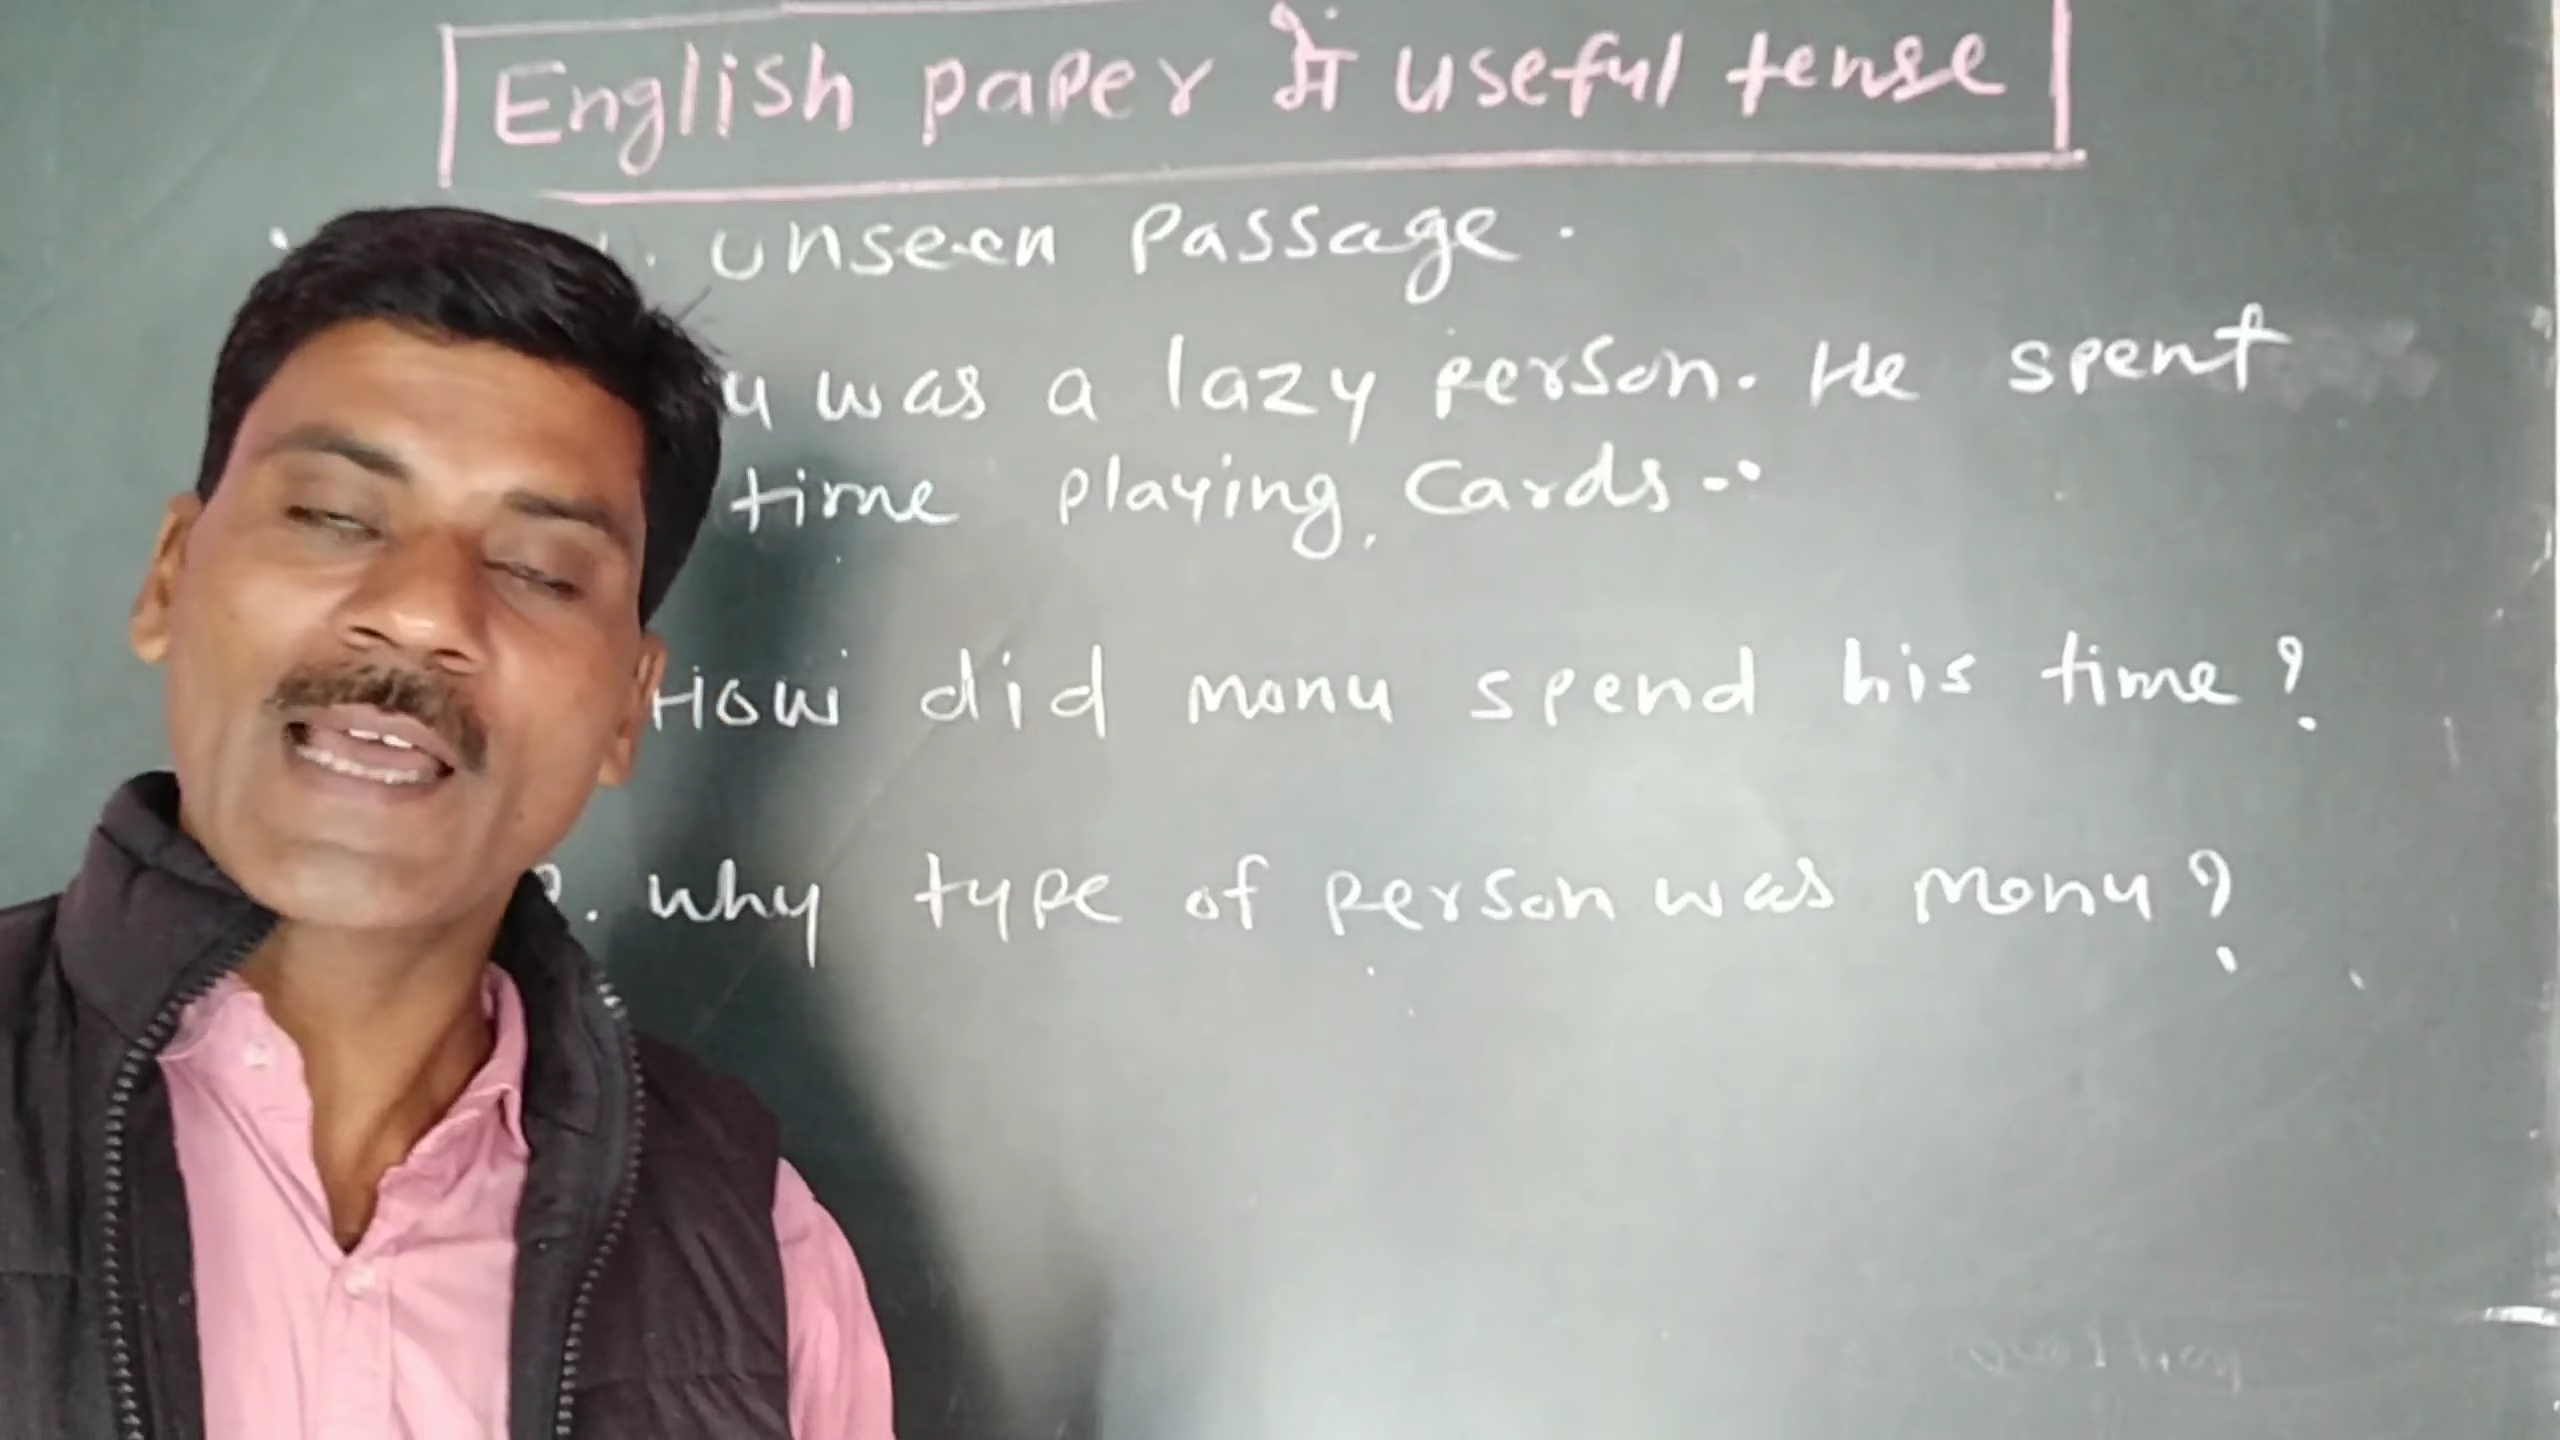 English paper में useful tense
unseen Passage.
was a lazy person. He spent
time playing cards..
How did monu spend his time?
. why type of person was Monu?